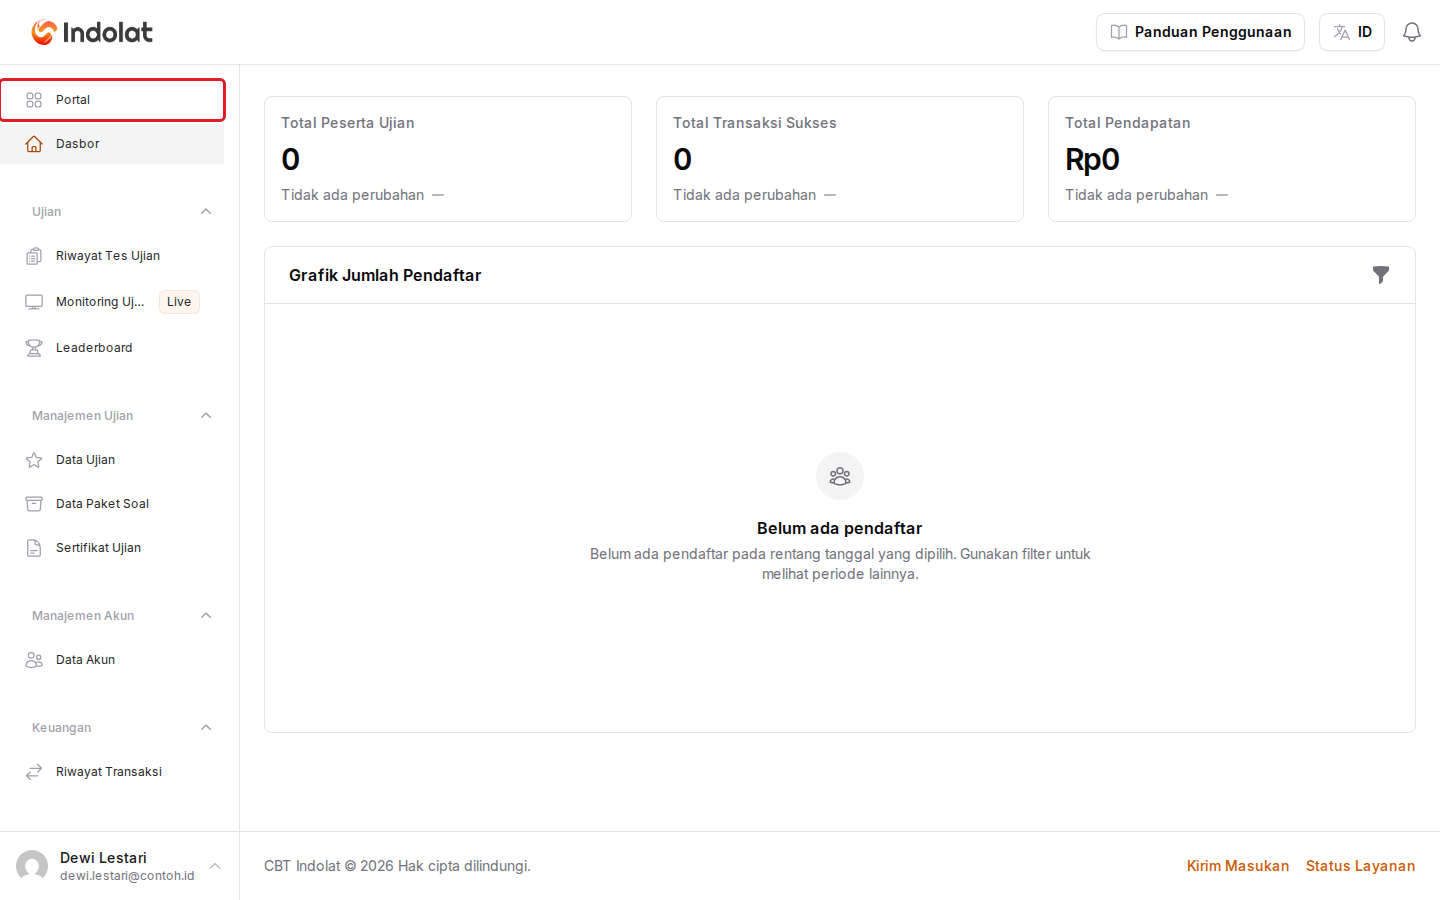 Indolat
Panduan Penggunaan
ID
Portal
Dasbor
Ujian
Riwayat Tes Ujian
Monitoring Uj...
Live
Leaderboard
Manajemen Ujian
Data Ujian
Data Paket Soal
Sertifikat Ujian
Manajemen Akun
Data Akun
Keuangan
Riwayat Transaksi
Dewi Lestari
dewi.lestari@contoh.id
Total Peserta Ujian
0
Tidak ada perubahan —
Total Transaksi Sukses
0
Tidak ada perubahan —
Total Pendapatan
Rp0
Tidak ada perubahan —
Grafik Jumlah Pendaftar
Belum ada pendaftar
Belum ada pendaftar pada rentang tanggal yang dipilih. Gunakan filter untuk
melihat periode lainnya.
CBT Indolat © 2026 Hak cipta dilindungi.
Kirim Masukan
Status Layanan